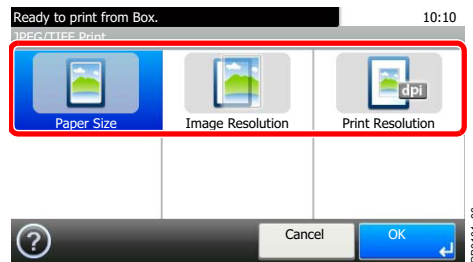 Ready to print from Box.
10:10
JPEG/TIFF Print
Paper Size
Image Resolution
dpi
Print Resolution
?
Cancel
OK